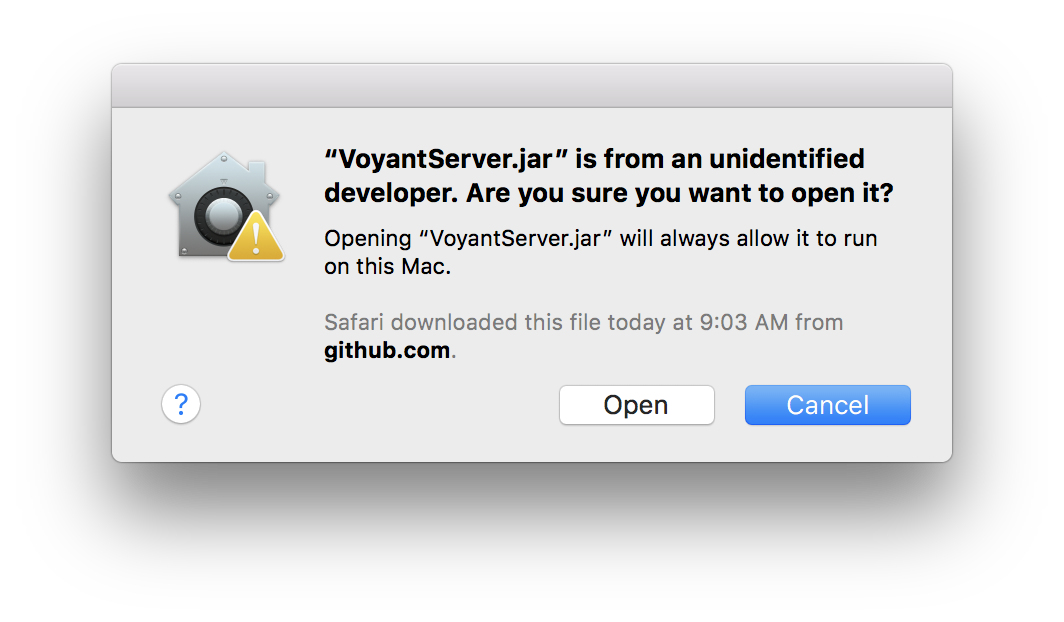 “VoyantServer.jar” is from an unidentified
developer. Are you sure you want to open it?
Opening “VoyantServer.jar” will always allow it to run
on this Mac.
Safari downloaded this file today at 9:03 AM from
github.com.
?
Open
Cancel